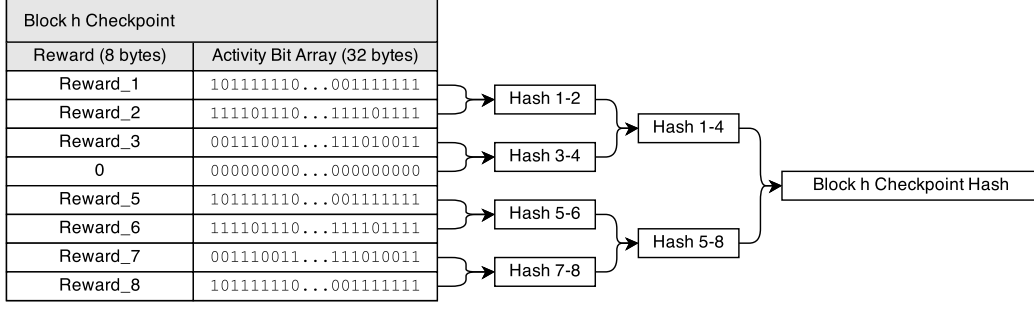 Block h Checkpoint
Reward (8 bytes) Activity Bit Array (32 bytes)
Reward_1 101111110...001111111
Reward_2 111101110...111101111
Reward_3 001110011...111010011
0 000000000...000000000
Reward_5 101111110...001111111
Reward_6 111101110...111101111
Reward_7 001110011...111010011
Reward_8 101111110...001111111
Hash 1-2
Hash 3-4
Hash 5-6
Hash 7-8
Hash 1-4
Hash 5-8
Block h Checkpoint Hash